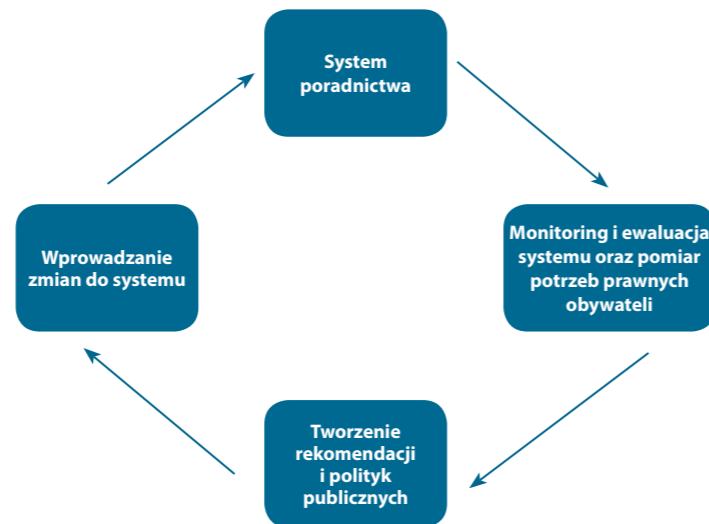 System
poradnictwa
Monitoring i ewaluacja
systemu oraz pomiar
potrzeb prawnych
obywateli
Tworzenie
rekomendacji
i polityk
publicznych
Wprowadzanie
zmian do systemu